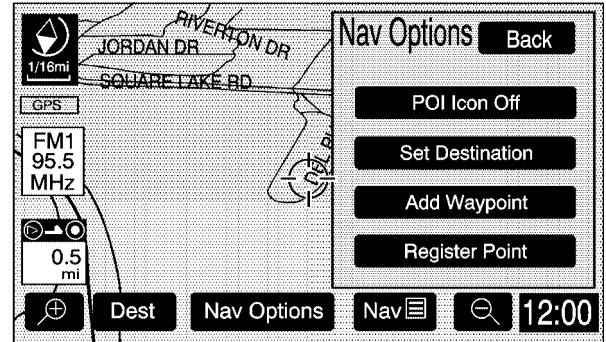 RIVERTON DR
Nav Options
Back
JORDAN DR
1/16mi
SQUARE LAKE RD
POI Icon Off
GPS
FM1
95.5
MHz
Set Destination
Add Waypoint
0.5
mi
Register Point
Dest
Nav Options
Nav
12:00